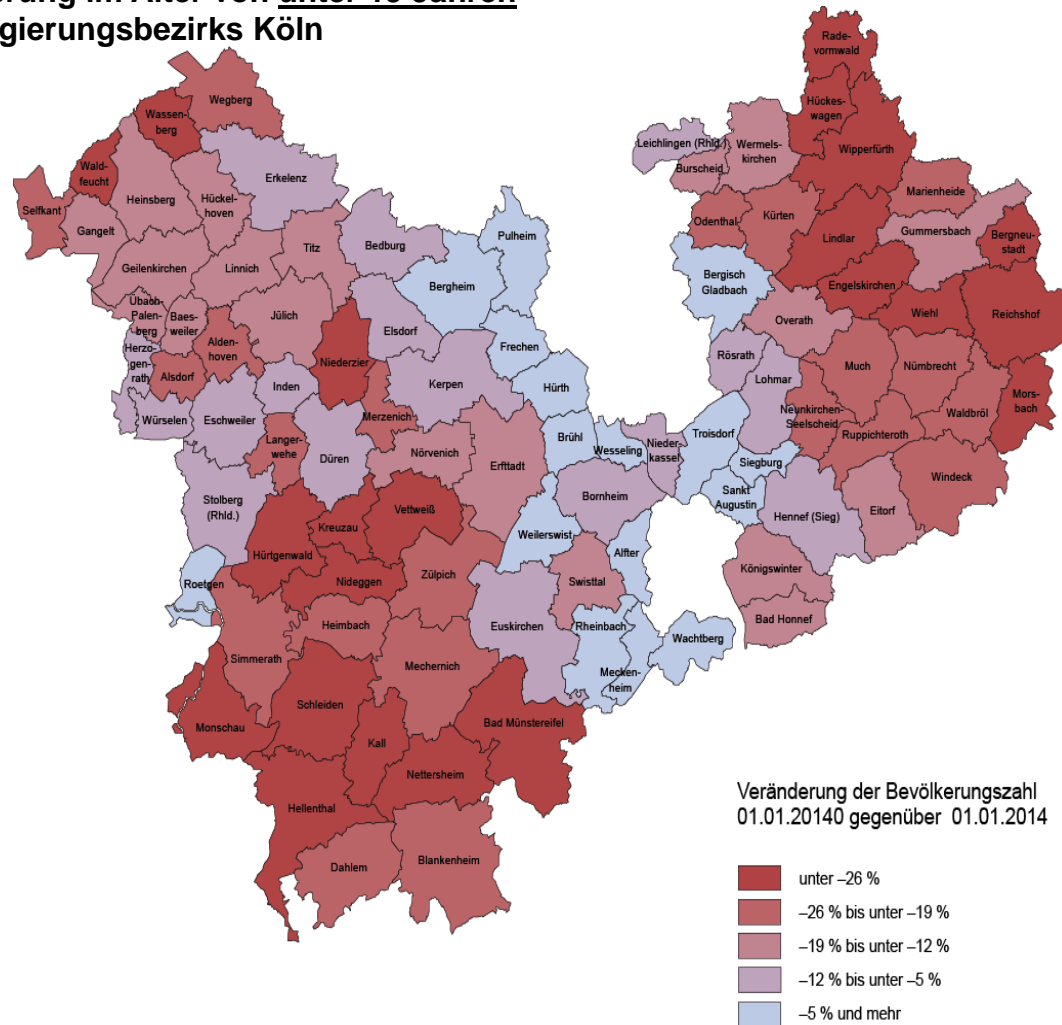 unter 40 Jahren
gierungsbezirks Köln
Rade-
vormwald
Hückes-
wagen
Wipperfürth
Leichlingen (Rhld.)
Wermels-
kirchen
Burscheid
Marienheide
Odenthal
Kürten
Lindlar
Gummersbach
Bergneu-
stadt
Bergisch
Gladbach
Engelskirchen
Wiehl
Reichshof
Overath
Rösrath
Lohmar
Much
Nümbrecht
Mors-
bach
Waldbröl
Neunkirchen-
Seelscheid
Ruppichteroth
Windeck
Troisdorf
Siegburg
Sankt
Augustin
Hennef (Sieg)
Eitorf
Königswinter
Bad Honnef
Wegberg
Wassen-
berg
Wald-
feucht
Erkelenz
Selfkant
Heinsberg
Hückel-
hoven
Gangelt
Titz
Bedburg
Pulheim
Geilenkirchen
Linnich
Bergheim
Übach-
Palen-
berg
Baes-
weiler
Jülich
Elsdorf
Frechen
Herzo-
gen-
rath
Alden-
hoven
Niederzier
Alsdorf
Inden
Kerpen
Hürth
Würselen
Eschweiler
Merzenich
Langer-
wehe
Düren
Nörvenich
Erftstadt
Brühl
Wesseling
Nieder-
kassel
Stolberg
(Rhld.)
Bornheim
Kreuzau
Vettweiß
Weilerswist
Alfter
Hürtgenwald
Roetgen
Nideggen
Zülpich
Swisttal
Heimbach
Euskirchen
Rheinbach
Wachtberg
Simmerath
Mechernich
Mecken-
heim
Schleiden
Monschau
Bad Münstereifel
Kall
Nettersheim
Hellenthal
Dahlem
Blankenheim
Veränderung der Bevölkerungszahl
01.01.20140 gegenüber 01.01.2014
unter –26 %
–26 % bis unter –19 %
–19 % bis unter –12 %
–12 % bis unter –5 %
–5 % und mehr